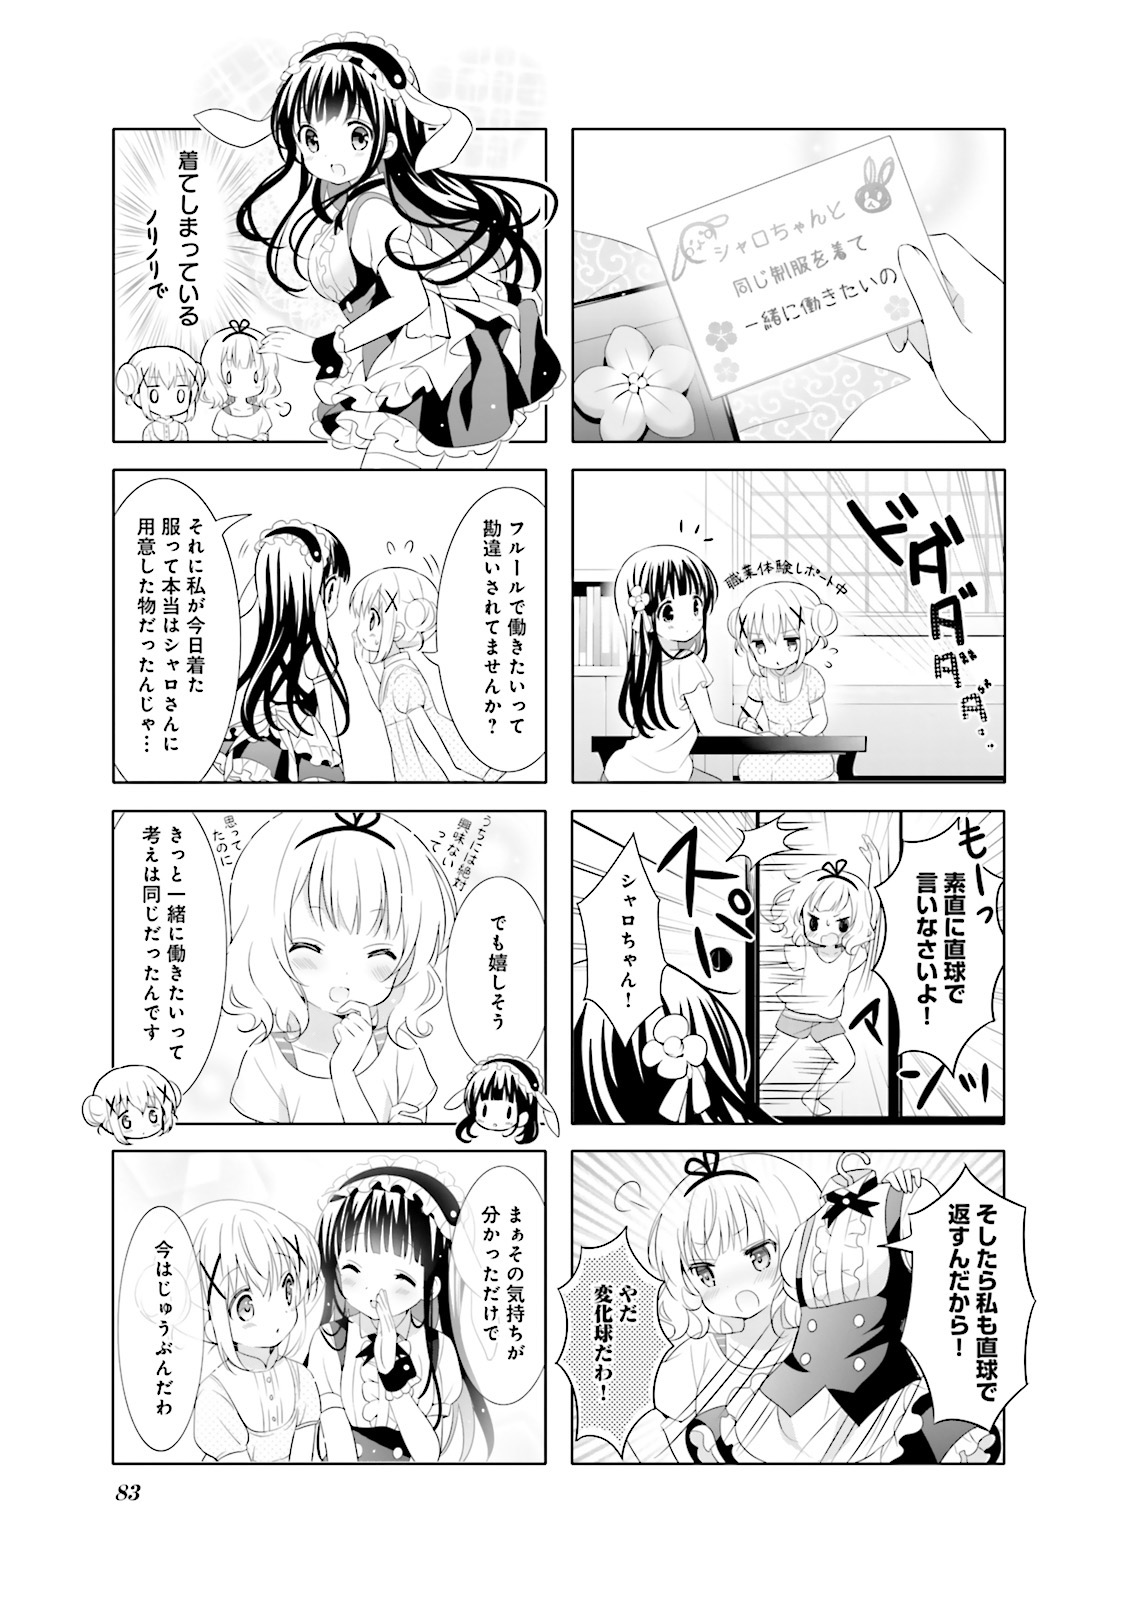 シャロちゃんと
同じ制服を着て
一緒に働きたいの
ドドド
ダダダ…
職業体験レポート中
もーっ
素直に直球で
言いなさいよ!
スパーンッ
シャロちゃん!
そしたら私も直球で
返すんだから!
やだ
変化球だわ!
着てしまっている
ノリノリで
フルールで働きたいって
勘違いされてませんか?
それに私が今日着た
服って本当はシャロさんに
用意した物だったんじゃ…
うちには絶対
興味ないって
思って
たのに
でも嬉しそう
きっと一緒に働きたいって
考えは同じだったんです
まぁその気持ちが
分かっただけで
今はじゅうぶんだわ
83